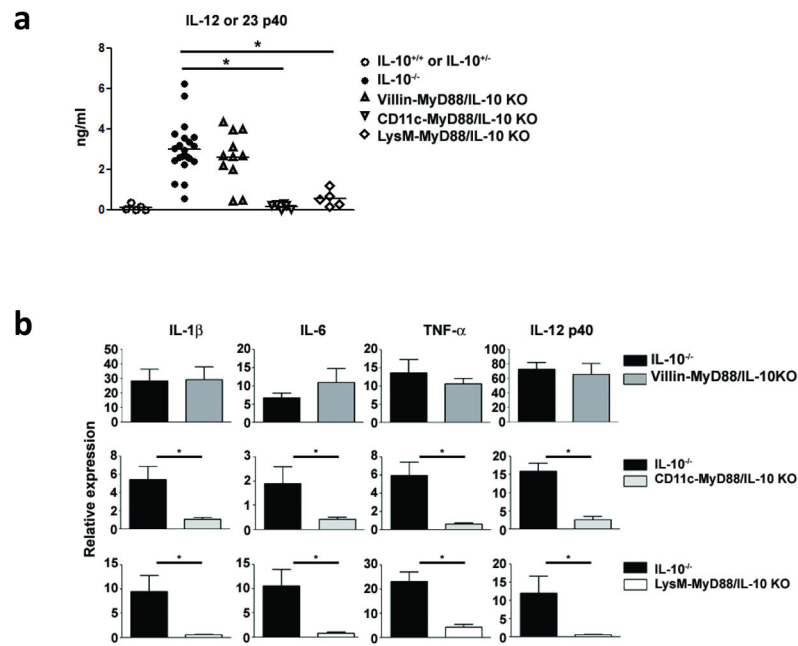 a
IL-12 or 23 p40
*
*
8
6
4
2
0
ng/ml
IL-10+/+ or IL-10+/-
IL-10-/-
Villin-MyD88/IL-10 KO
CD11c-MyD88/IL-10 KO
LysM-MyD88/IL-10 KO
b
IL-1β IL-6 TNF-α IL-12 p40
Relative expression
50 40 30 20 10 0
20 15 10 5 0
20 15 10 5 0
100 80 60 40 20 0
IL-10-/-
Villin-MyD88/IL-10KO
* * * *
8 6 4 2 0
3 2 1 0
8 6 4 2 0
20 15 10 5 0
IL-10-/-
CD11c-MyD88/IL-10 KO
* * * *
15 10 5 0
15 10 5 0
30 20 10 0
20 15 10 5 0
IL-10-/-
LysM-MyD88/IL-10 KO